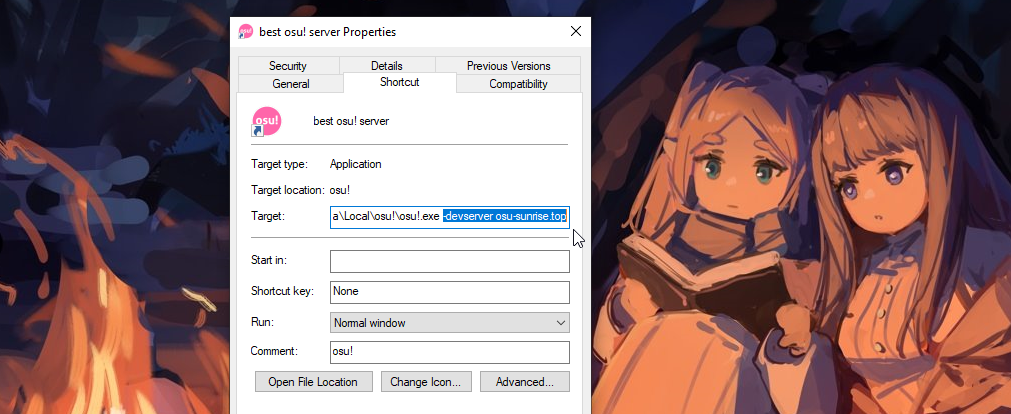 osu! best osu! server Properties
Security Details Previous Versions
General Shortcut Compatibility
osu! best osu! server
Target type: Application
Target location: osu!
Target: a\Local\osu!\osu!.exe -devserver osu-sunrise.top
Start in:
Shortcut key: None
Run: Normal window
Comment: osu!
Open File Location Change Icon... Advanced...